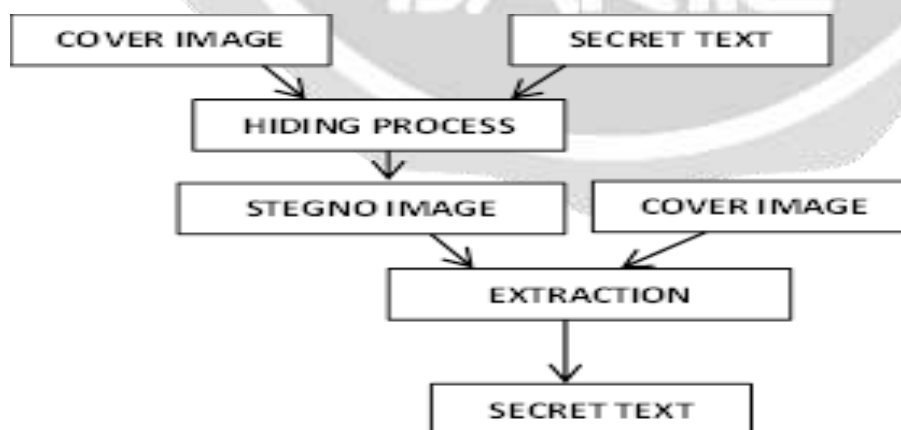 COVER IMAGE
SECRET TEXT
HIDING PROCESS
STEGNO IMAGE
COVER IMAGE
EXTRACTION
SECRET TEXT